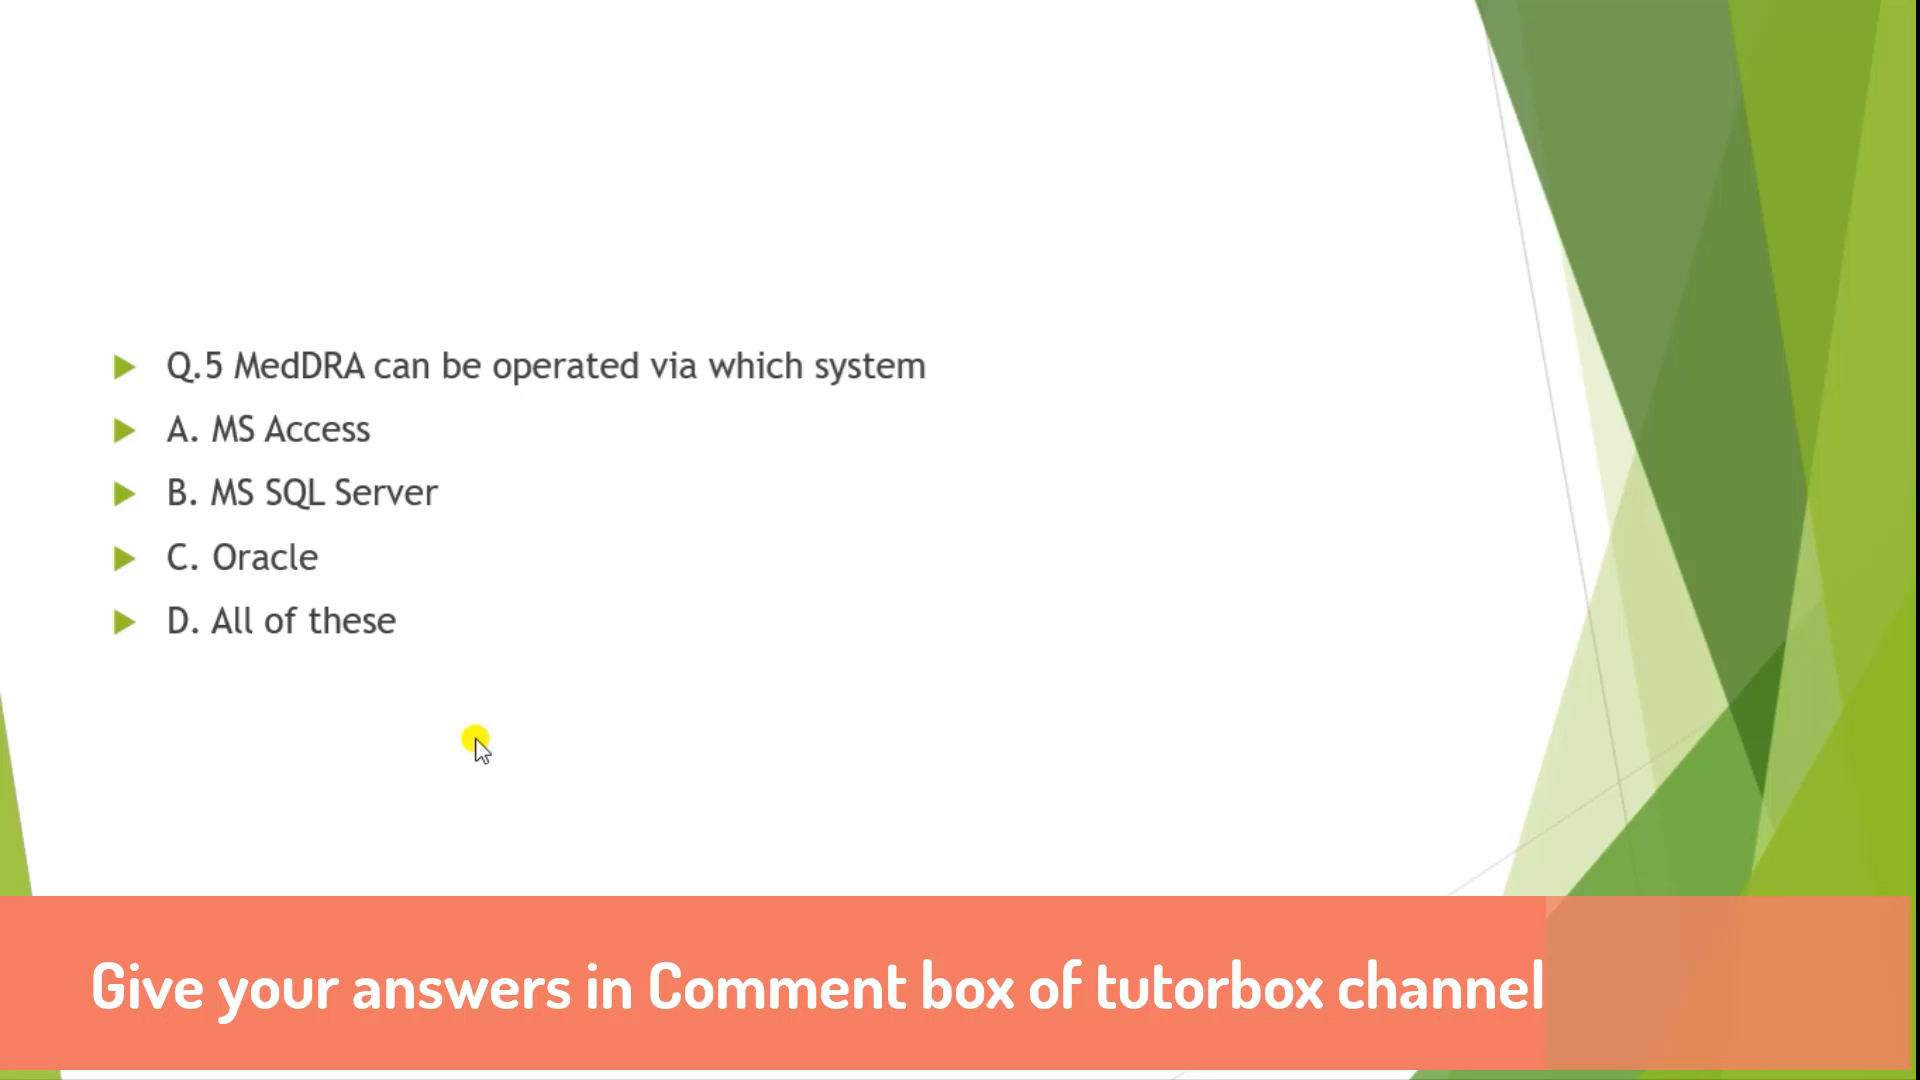 Q.5 MedDRA can be operated via which system
A. MS Access
B. MS SQL Server
C. Oracle
D. All of these
Give your answers in Comment box of tutorbox channel